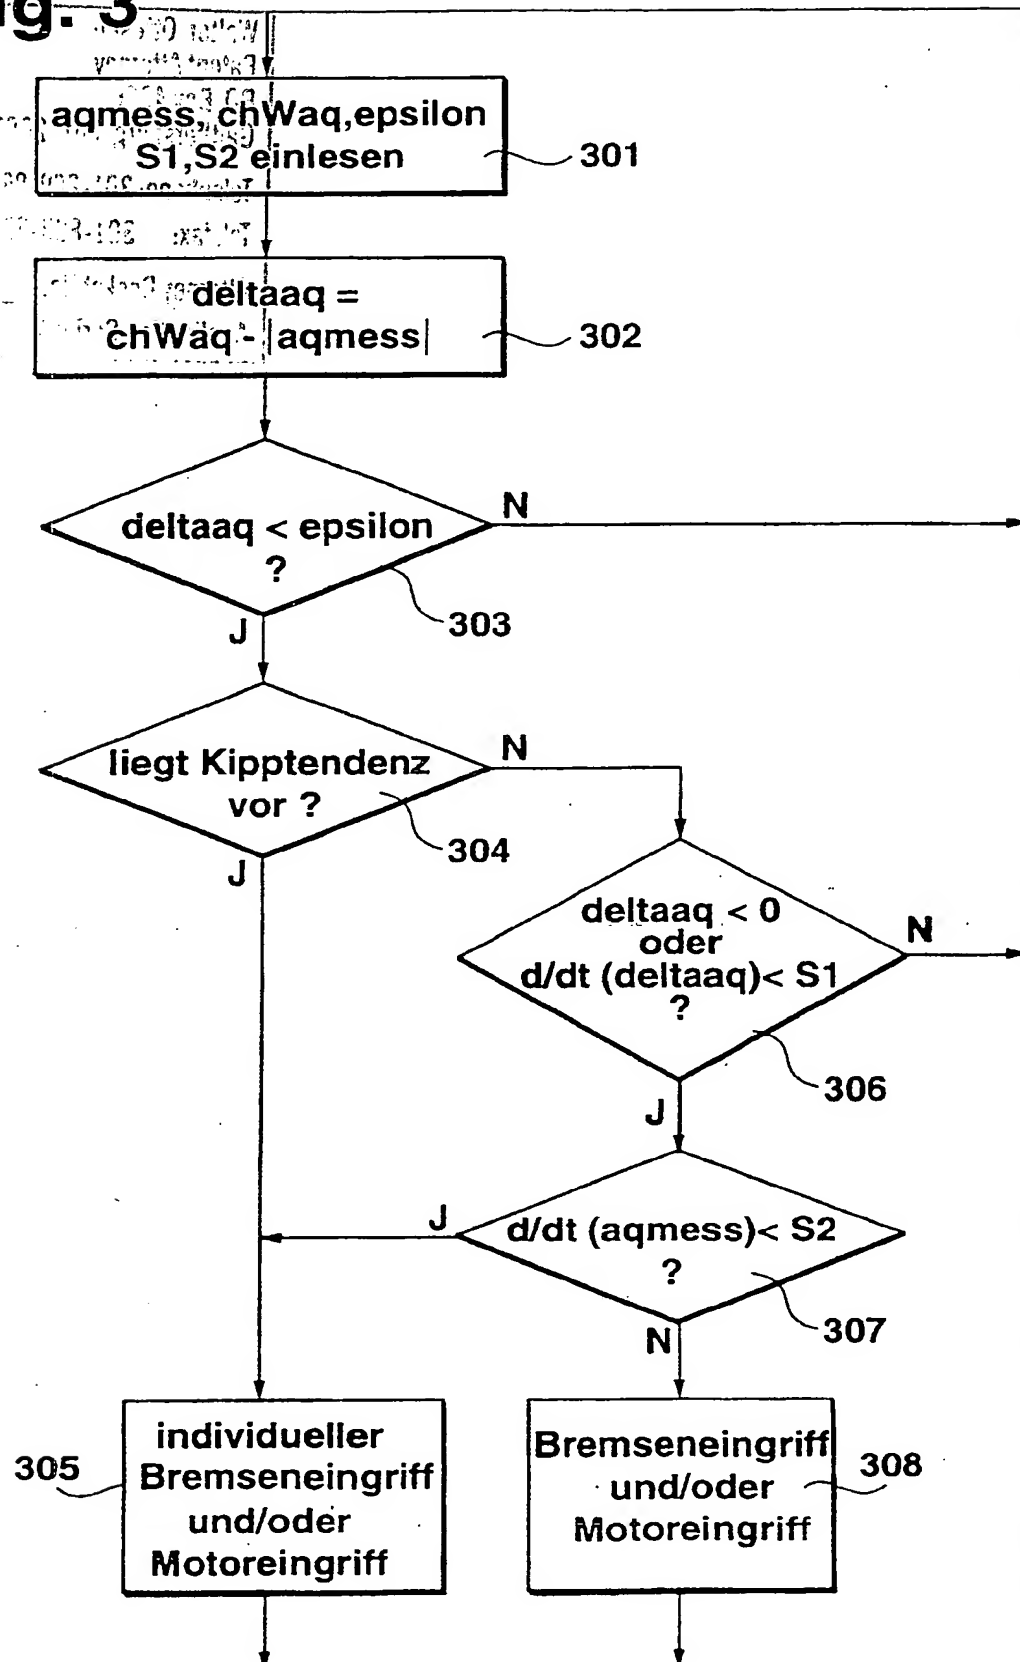 ig. 3
aqmess, chWaq,epsilon
S1,S2 einlesen
301
deltaaq =
chWaq - |aqmess|
302
deltaaq < epsilon
?
N
303
J
liegt Kipptendenz
vor ?
N
304
J
deltaaq < 0
oder
d/dt (deltaaq)< S1
?
N
306
J
d/dt (aqmess)< S2
?
J
307
N
305
individueller
Bremseneingriff
und/oder
Motoreingriff
Bremseneingriff
und/oder
Motoreingriff
308